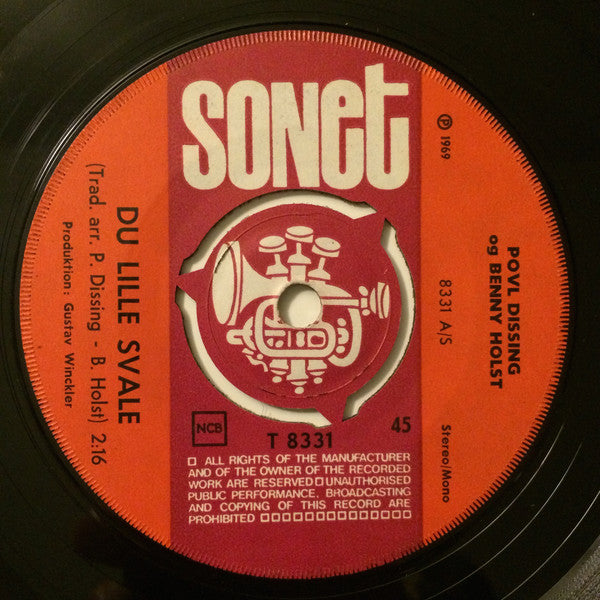 SONET
℗ 1969
POVL DISSING
og BENNY HOLST
8331 A/S
Stereo/Mono
DU LILLE SVALE
(Trad. arr. P. Dissing - B. Holst) 2:16
Produktion: Gustav Winckler
NCB
T 8331
45
□ ALL RIGHTS OF THE MANUFACTURER
AND OF THE OWNER OF THE RECORDED
WORK ARE RESERVED □ UNAUTHORISED
PUBLIC PERFORMANCE, BROADCASTING
AND COPYING OF THIS RECORD ARE
PROHIBITED □□□□□□□□□□□□□